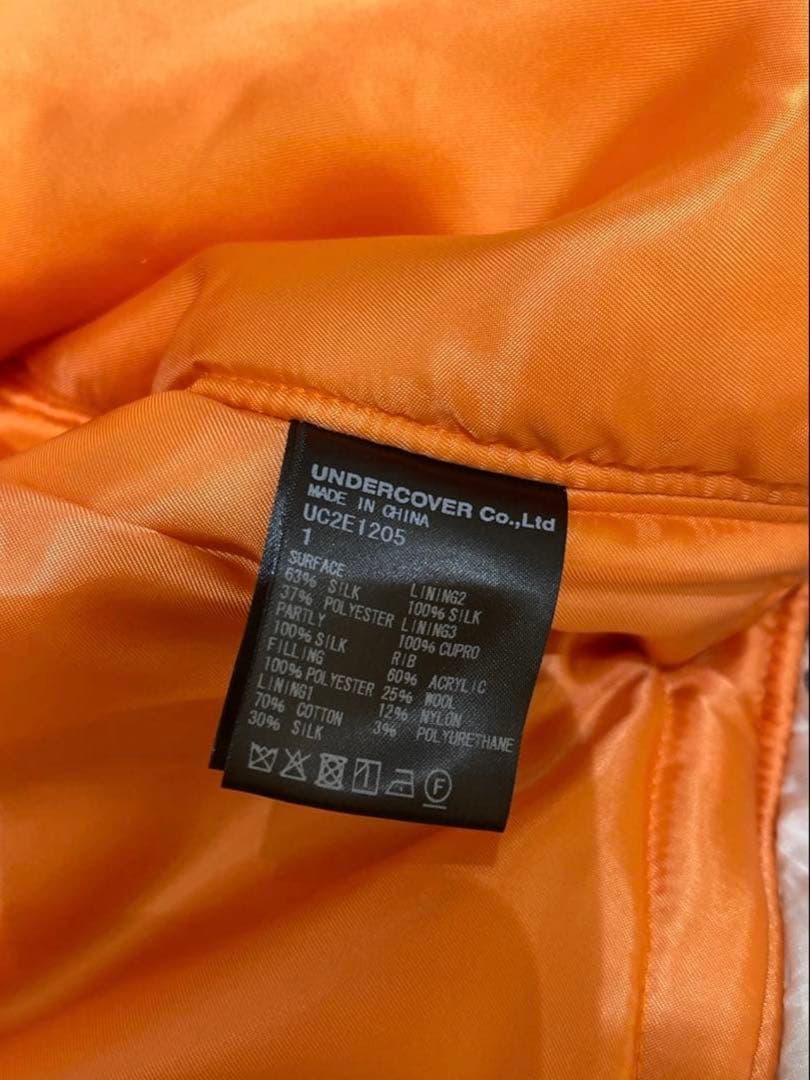 UNDERCOVER Co.,Ltd
MADE IN CHINA
UC2E1205
1
SURFACE
63% SILK
37% POLYESTER
PARTLY
100% SILK
FILLING
100% POLYESTER
LINING1
70% COTTON
30% SILK
LINING2
100% SILK
LINING3
100% CUPRO
RIB
60% ACRYLIC
25% WOOL
12% NYLON
3% POLYURETHANE
F